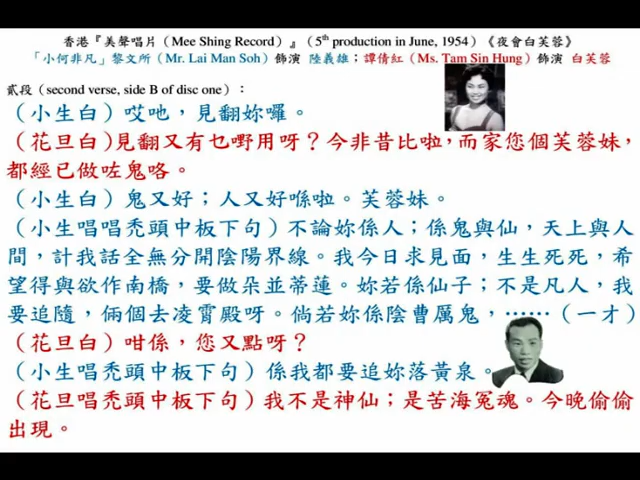 香港『美聲唱片（Mee Shing Record）』（5th production in June, 1954）《夜會白芙蓉》
「小何非凡」黎文所（Mr. Lai Man Soh）飾演 陸義雄；譚倩紅（Ms. Tam Sin Hung）飾演 白芙蓉
貳段（second verse, side B of disc one）：
（小生白）哎吔，見翻妳囉。
（花旦白）見翻又有乜嘢用呀？今非昔比啦，而家您個芙蓉妹，
都經已做咗鬼咯。
（小生白）鬼又好；人又好喺啦。芙蓉妹。
（小生唱唱禿頭中板下句）不論妳係人；係鬼與仙，天上與人
間，計我話全無分開陰陽界線。我今日求見面，生生死死，希
望得與欲作南橋，要做朵並蒂蓮。妳若係仙子；不是凡人，我
要追隨，倆個去凌霄殿呀。倘若妳係陰曹厲鬼，⋯⋯（一才）
（花旦白）咁係，您又點呀？
（小生唱禿頭中板下句）係我都要追妳落黃泉。
（花旦唱禿頭中板下句）我不是神仙；是苦海冤魂。今晚偷偷
出現。